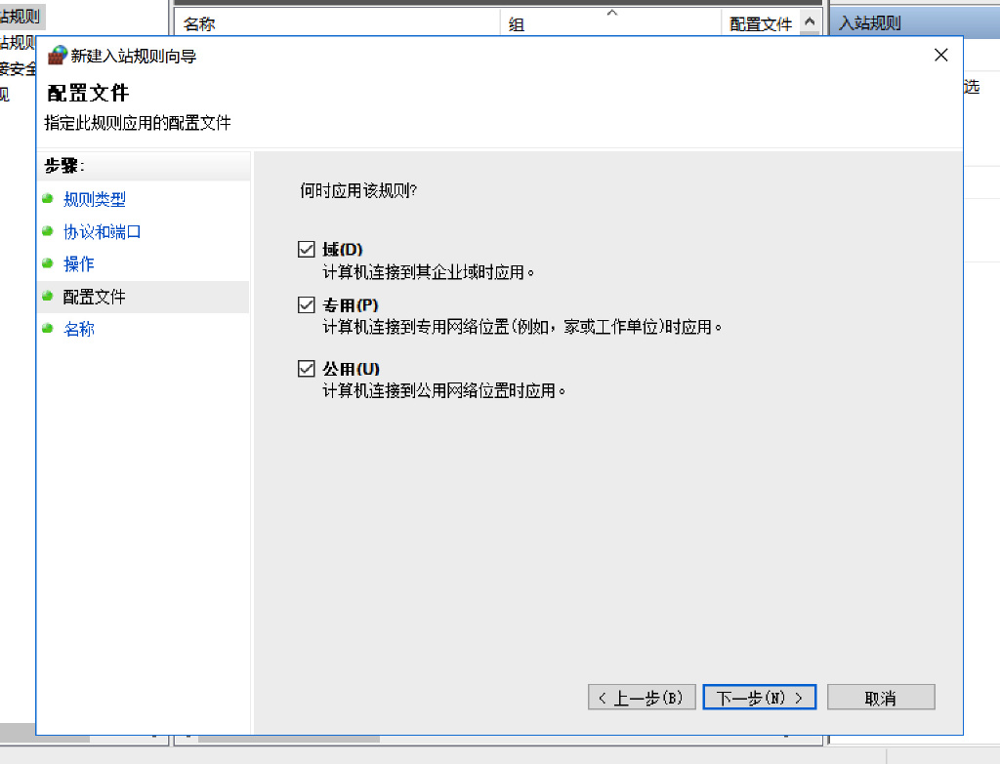 站规则
名称
组
配置文件
入站规则
站规则
接安全
选
新建入站规则向导
配置文件
指定此规则应用的配置文件
步骤:
规则类型
协议和端口
操作
配置文件
名称
何时应用该规则?
域(D)
计算机连接到其企业域时应用。
专用(P)
计算机连接到专用网络位置(例如，家或工作单位)时应用。
公用(U)
计算机连接到公用网络位置时应用。
< 上一步(B)
下一步(N) >
取消